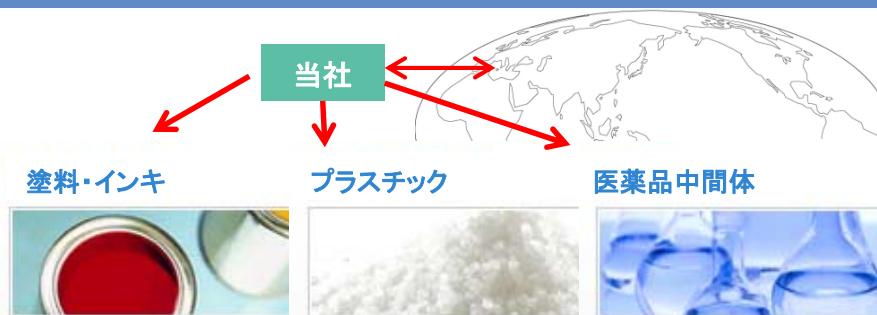 当社
塗料・インキ
プラスチック
医薬品中間体